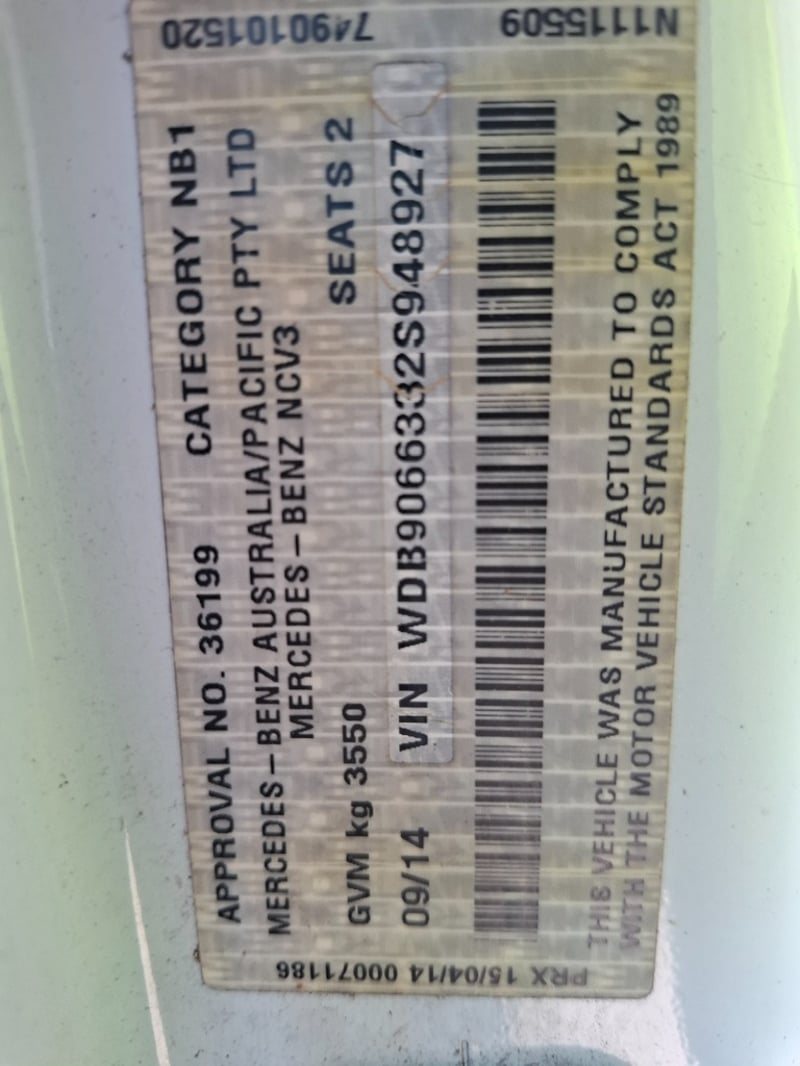 7490101520
N1115509
APPROVAL NO. 36199 CATEGORY NB1
MERCEDES-BENZ AUSTRALIA/PACIFIC PTY LTD
MERCEDES-BENZ NCV3
GVM kg 3550 SEATS 2
09/14 VIN WDB9066332S948927
THIS VEHICLE WAS MANUFACTURED TO COMPLY
WITH THE MOTOR VEHICLE STANDARDS ACT 1989
PRX 15/04/14 00071186